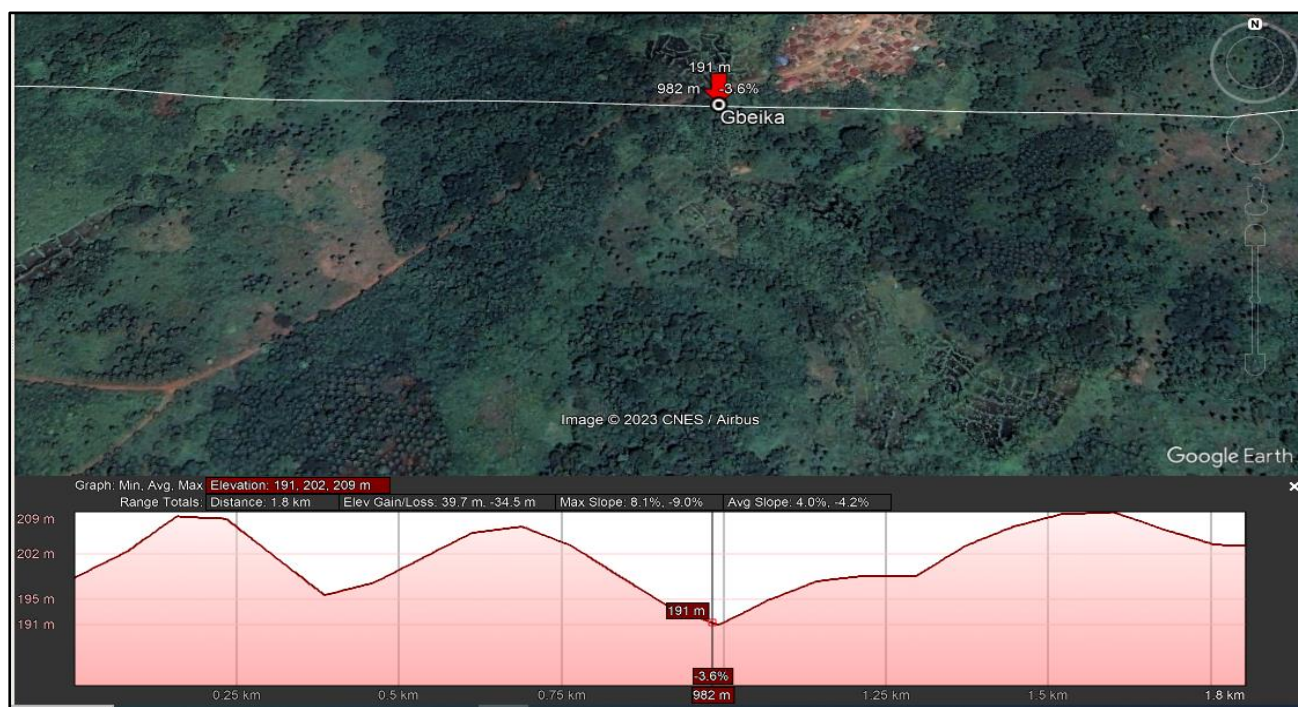 N
191 m
982 m -3.6%
Gbeika
Image © 2023 CNES / Airbus
Google Earth
Graph: Min, Avg, Max Elevation: 191, 202, 209 m
Range Totals: Distance: 1.8 km Elev Gain/Loss: 39.7 m, -34.5 m Max Slope: 8.1%, -9.0% Avg Slope: 4.0%, -4.2%
209 m
202 m
195 m
191 m
191 m
-3.6%
0.25 km 0.5 km 0.75 km 982 m 1.25 km 1.5 km 1.8 km